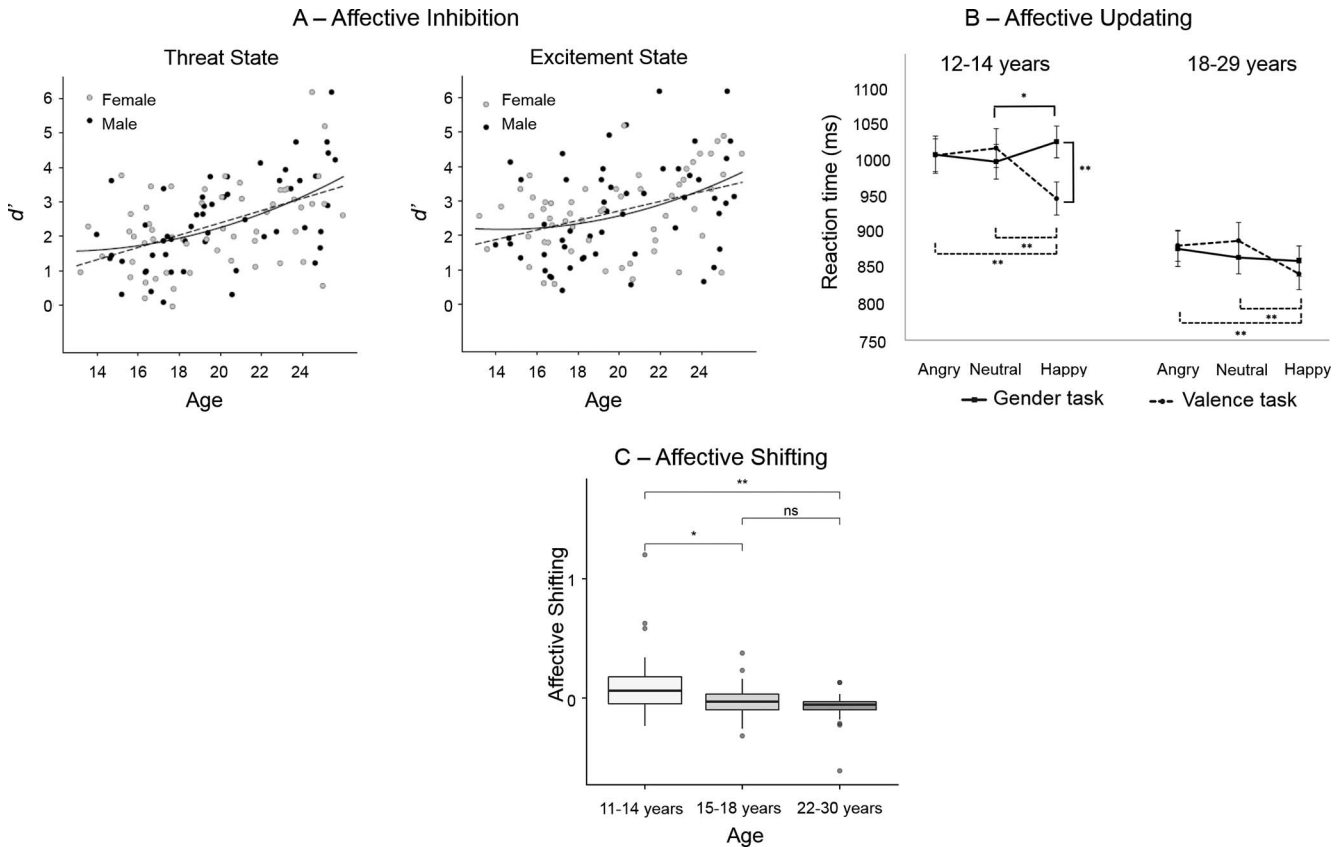 A – Affective Inhibition
Threat State
Female
Male
6
5
4
3
2
1
0
d'
14 16 18 20 22 24
Age
Excitement State
Female
Male
6
5
4
3
2
1
0
d'
14 16 18 20 22 24
Age
B – Affective Updating
12-14 years 18-29 years
1100
1050
1000
950
900
850
800
750
Reaction time (ms)
*
**
**
**
**
**
Angry Neutral Happy Angry Neutral Happy
Gender task Valence task
C – Affective Shifting
**
ns
*
1
0
Affective Shifting
11-14 years 15-18 years 22-30 years
Age